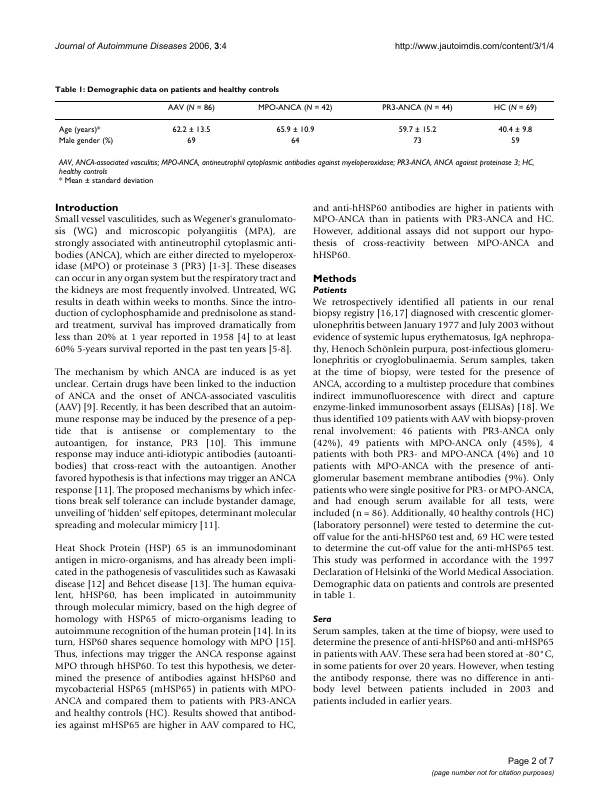 Journal of Autoimmune Diseases 2006, 3:4
http://www.jautoimdis.com/content/3/1/4
Table 1: Demographic data on patients and healthy controls
AAV (N = 86) MPO-ANCA (N = 42) PR3-ANCA (N = 44) HC (N = 69)
Age (years)* 62.2 ± 13.5 65.9 ± 10.9 59.7 ± 15.2 40.4 ± 9.8
Male gender (%) 69 64 73 59
AAV, ANCA-associated vasculitis; MPO-ANCA, antineutrophil cytoplasmic antibodies against myeloperoxidase; PR3-ANCA, ANCA against proteinase 3; HC,
healthy controls
* Mean ± standard deviation
Introduction
Small vessel vasculitides, such as Wegener's granulomato-
sis (WG) and microscopic polyangiitis (MPA), are
strongly associated with antineutrophil cytoplasmic anti-
bodies (ANCA), which are either directed to myeloperox-
idase (MPO) or proteinase 3 (PR3) [1-3]. These diseases
can occur in any organ system but the respiratory tract and
the kidneys are most frequently involved. Untreated, WG
results in death within weeks to months. Since the intro-
duction of cyclophosphamide and prednisolone as stand-
ard treatment, survival has improved dramatically from
less than 20% at 1 year reported in 1958 [4] to at least
60% 5-years survival reported in the past ten years [5-8].
The mechanism by which ANCA are induced is as yet
unclear. Certain drugs have been linked to the induction
of ANCA and the onset of ANCA-associated vasculitis
(AAV) [9]. Recently, it has been described that an autoim-
mune response may be induced by the presence of a pep-
tide that is antisense or complementary to the
autoantigen, for instance, PR3 [10]. This immune
response may induce anti-idiotypic antibodies (autoanti-
bodies) that cross-react with the autoantigen. Another
favored hypothesis is that infections may trigger an ANCA
response [11]. The proposed mechanisms by which infec-
tions break self tolerance can include bystander damage,
unveiling of 'hidden' self epitopes, determinant molecular
spreading and molecular mimicry [11].
Heat Shock Protein (HSP) 65 is an immunodominant
antigen in micro-organisms, and has already been impli-
cated in the pathogenesis of vasculitides such as Kawasaki
disease [12] and Behcet disease [13]. The human equiva-
lent, hHSP60, has been implicated in autoimmunity
through molecular mimicry, based on the high degree of
homology with HSP65 of micro-organisms leading to
autoimmune recognition of the human protein [14]. In its
turn, HSP60 shares sequence homology with MPO [15].
Thus, infections may trigger the ANCA response against
MPO through hHSP60. To test this hypothesis, we deter-
mined the presence of antibodies against hHSP60 and
mycobacterial HSP65 (mHSP65) in patients with MPO-
ANCA and compared them to patients with PR3-ANCA
and healthy controls (HC). Results showed that antibod-
ies against mHSP65 are higher in AAV compared to HC,
and anti-hHSP60 antibodies are higher in patients with
MPO-ANCA than in patients with PR3-ANCA and HC.
However, additional assays did not support our hypo-
thesis of cross-reactivity between MPO-ANCA and
hHSP60.
Methods
Patients
We retrospectively identified all patients in our renal
biopsy registry [16,17] diagnosed with crescentic glomer-
ulonephritis between January 1977 and July 2003 without
evidence of systemic lupus erythematosus, IgA nephropa-
thy, Henoch Schönlein purpura, post-infectious glomeru-
lonephritis or cryoglobulinaemia. Serum samples, taken
at the time of biopsy, were tested for the presence of
ANCA, according to a multistep procedure that combines
indirect immunofluorescence with direct and capture
enzyme-linked immunosorbent assays (ELISAs) [18]. We
thus identified 109 patients with AAV with biopsy-proven
renal involvement: 46 patients with PR3-ANCA only
(42%), 49 patients with MPO-ANCA only (45%), 4
patients with both PR3- and MPO-ANCA (4%) and 10
patients with MPO-ANCA with the presence of anti-
glomerular basement membrane antibodies (9%). Only
patients who were single positive for PR3- or MPO-ANCA,
and had enough serum available for all tests, were
included (n = 86). Additionally, 40 healthy controls (HC)
(laboratory personnel) were tested to determine the cut-
off value for the anti-hHSP60 test and, 69 HC were tested
to determine the cut-off value for the anti-mHSP65 test.
This study was performed in accordance with the 1997
Declaration of Helsinki of the World Medical Association.
Demographic data on patients and controls are presented
in table 1.
Sera
Serum samples, taken at the time of biopsy, were used to
determine the presence of anti-hHSP60 and anti-mHSP65
in patients with AAV. These sera had been stored at -80°C,
in some patients for over 20 years. However, when testing
the antibody response, there was no difference in anti-
body level between patients included in 2003 and
patients included in earlier years.
Page 2 of 7
(page number not for citation purposes)